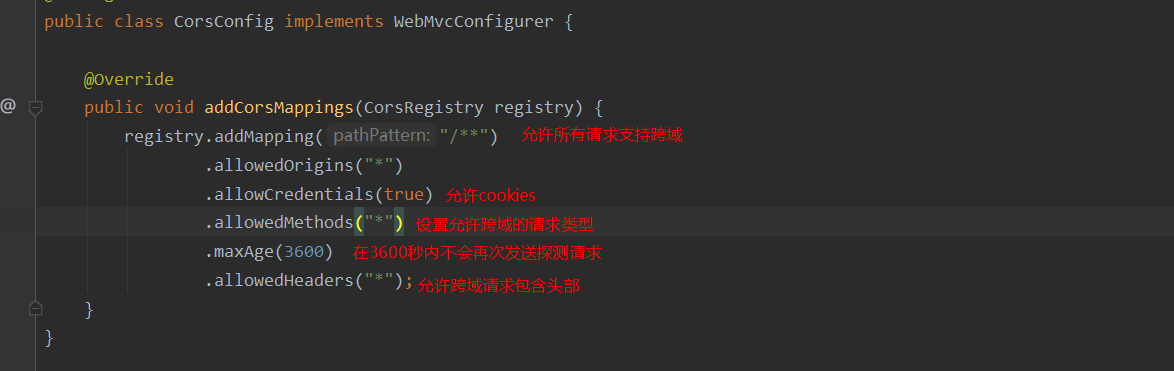 public class CorsConfig implements WebMvcConfigurer {
@Override
@
public void addCorsMappings(CorsRegistry registry) {
registry.addMapping( pathPattern: "/**") 允许所有请求支持跨域
.allowedOrigins("*")
.allowCredentials(true) 允许cookies
.allowedMethods("*") 设置允许跨域的请求类型
.maxAge(3600) 在3600秒内不会再次发送探测请求
.allowedHeaders("*"); 允许跨域请求包含头部
}
}